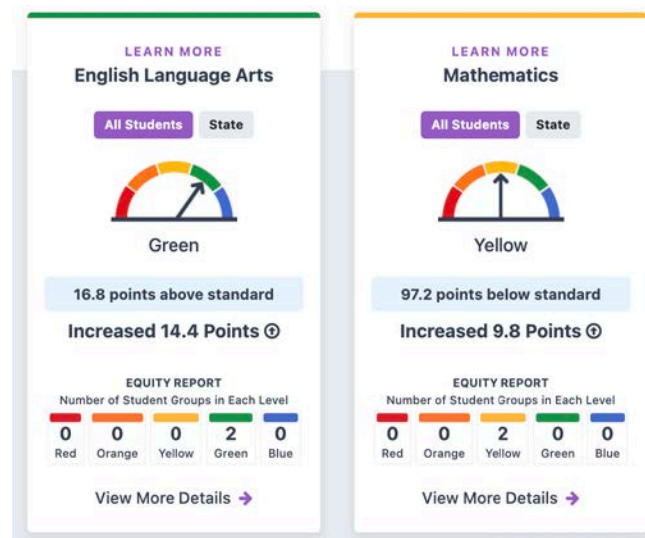 LEARN MORE
English Language Arts
All Students State
Green
16.8 points above standard
Increased 14.4 Points
EQUITY REPORT
Number of Student Groups in Each Level
0 0 0 2 0
Red Orange Yellow Green Blue
View More Details →
LEARN MORE
Mathematics
All Students State
Yellow
97.2 points below standard
Increased 9.8 Points
EQUITY REPORT
Number of Student Groups in Each Level
0 0 2 0 0
Red Orange Yellow Green Blue
View More Details →